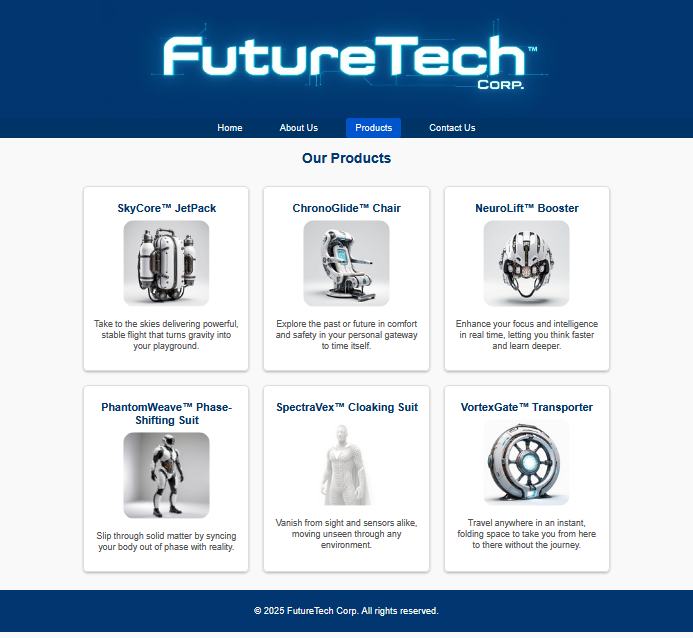 FutureTech™
Corp.
Home About Us Products Contact Us
Our Products
SkyCore™ JetPack
Take to the skies delivering powerful,
stable flight that turns gravity into
your playground.
ChronoGlide™ Chair
Explore the past or future in comfort
and safety in your personal gateway
to time itself.
NeuroLift™ Booster
Enhance your focus and intelligence
in real time, letting you think faster
and learn deeper.
PhantomWeave™ Phase-
Shifting Suit
Slip through solid matter by syncing
your body out of phase with reality.
SpectraVex™ Cloaking Suit
Vanish from sight and sensors alike,
moving unseen through any
environment.
VortexGate™ Transporter
Travel anywhere in an instant,
folding space to take you from here
to there without the journey.
© 2025 FutureTech Corp. All rights reserved.